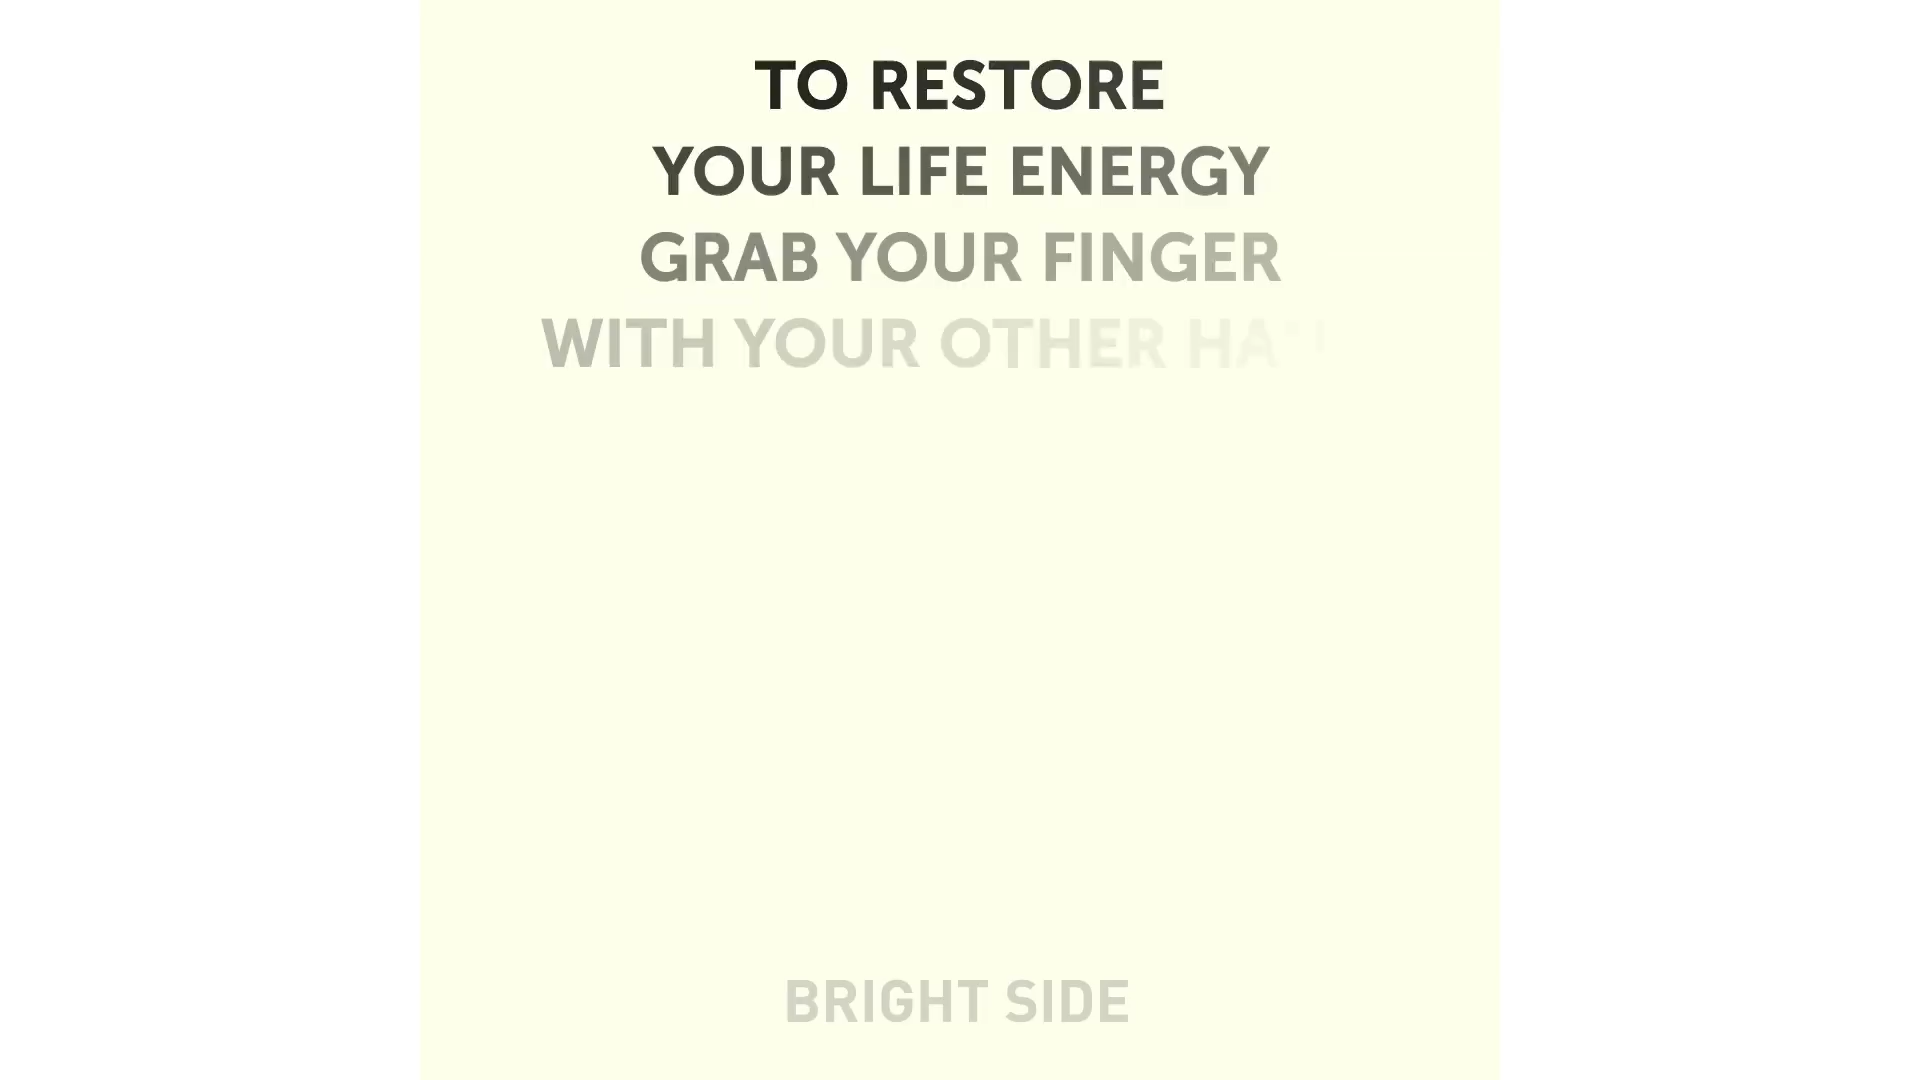 TO RESTORE
YOUR LIFE ENERGY
GRAB YOUR FINGER
WITH YOUR OTHER
BRIGHT SIDE